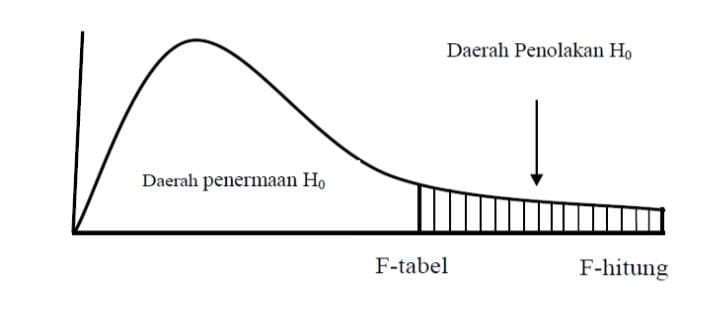 Daerah Penolakan H₀
Daerah penermaan H₀
F-tabel
F-hitung